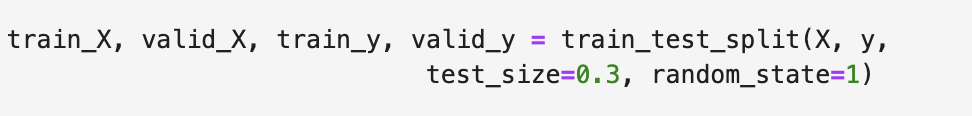 train_X, valid_X, train_y, valid_y = train_test_split(X, y,
test_size=0.3, random_state=1)